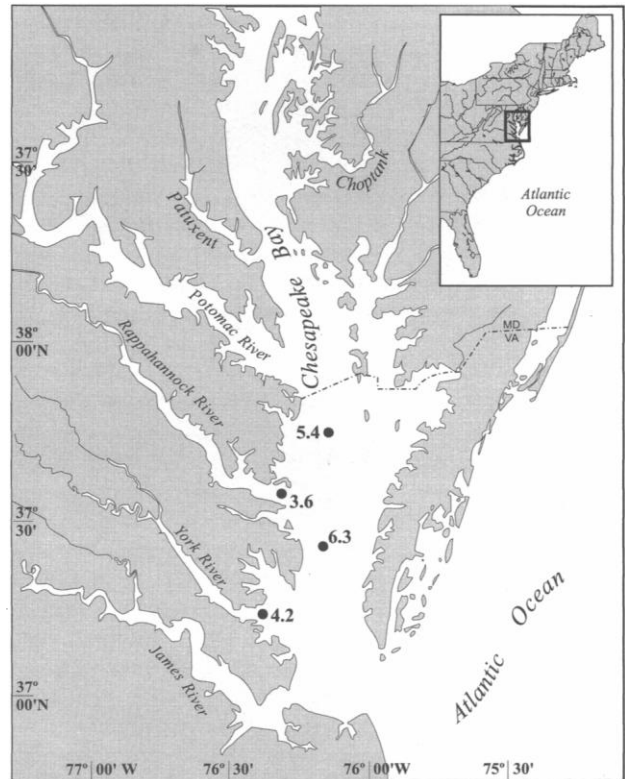 37°
30'
Patuxent
Choptank
Bay
Chesapeake
Potomac River
Rappahannock River
38°
00'N
MD
VA
Atlantic
Ocean
5.4
3.6
37°
30'
6.3
York River
4.2
James River
37°
00'N
Atlantic Ocean
77° 00' W
76° 30'
76° 00'
75° 30'